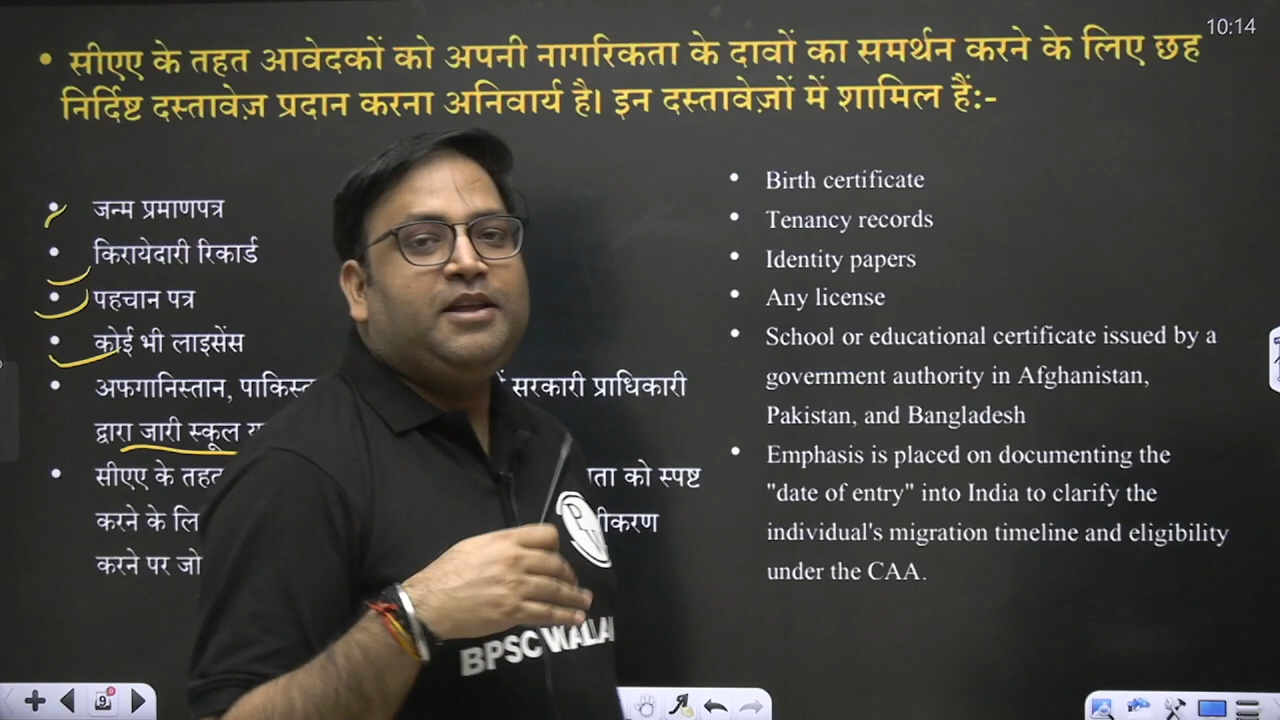 10:14
• सीएए के तहत आवेदकों को अपनी नागरिकता के दावों का समर्थन करने के लिए छह
निर्दिष्ट दस्तावेज़ प्रदान करना अनिवार्य है। इन दस्तावेज़ों में शामिल हैं:-
• जन्म प्रमाणपत्र
• किरायेदारी रिकार्ड
• पहचान पत्र
• कोई भी लाइसेंस
• अफगानिस्तान, सरकारी प्राधिकारी
द्वारा जारी स्कूल
• सीएए के तहत को स्पष्ट
करने के
करने पर
• Birth certificate
• Tenancy records
• Identity papers
• Any license
• School or educational certificate issued by a
government authority in Afghanistan,
Pakistan, and Bangladesh
• Emphasis is placed on documenting the
"date of entry" into India to clarify the
individual's migration timeline and eligibility
under the CAA.
PW
BPSC WALLAH
9